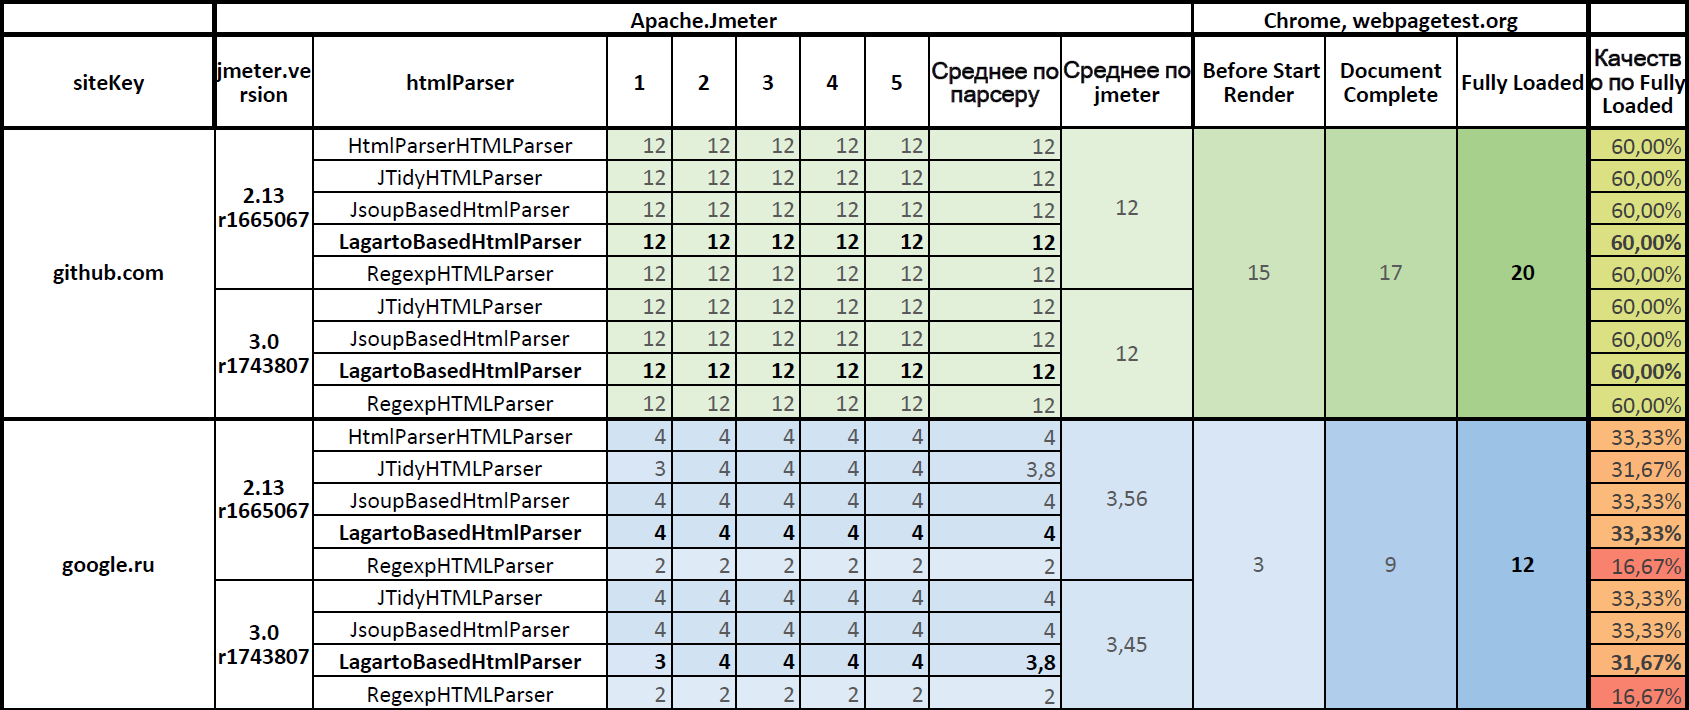 Apache.Jmeter Chrome, webpagetest.org
siteKey jmeter.ve rsion htmlParser 1 2 3 4 5 Среднее по парсеру Среднее по jmeter Before Start Render Document Complete Fully Loaded Качеств о по Fully Loaded
github.com 2.13 r1665067 HtmlParserHTMLParser 12 12 12 12 12 12 12 15 17 20 60,00%
JTidyHTMLParser 12 12 12 12 12 12 60,00%
JsoupBasedHtmlParser 12 12 12 12 12 12 60,00%
LagartoBasedHtmlParser 12 12 12 12 12 12 60,00%
RegexpHTMLParser 12 12 12 12 12 12 60,00%
3.0 r1743807 JTidyHTMLParser 12 12 12 12 12 12 12 60,00%
JsoupBasedHtmlParser 12 12 12 12 12 12 60,00%
LagartoBasedHtmlParser 12 12 12 12 12 12 60,00%
RegexpHTMLParser 12 12 12 12 12 12 60,00%
google.ru 2.13 r1665067 HtmlParserHTMLParser 4 4 4 4 4 4 3,56 3 9 12 33,33%
JTidyHTMLParser 3 4 4 4 4 3,8 31,67%
JsoupBasedHtmlParser 4 4 4 4 4 4 33,33%
LagartoBasedHtmlParser 4 4 4 4 4 4 33,33%
RegexpHTMLParser 2 2 2 2 2 2 16,67%
3.0 r1743807 JTidyHTMLParser 4 4 4 4 4 4 3,45 33,33%
JsoupBasedHtmlParser 4 4 4 4 4 4 33,33%
LagartoBasedHtmlParser 3 4 4 4 4 3,8 31,67%
RegexpHTMLParser 2 2 2 2 2 2 16,67%